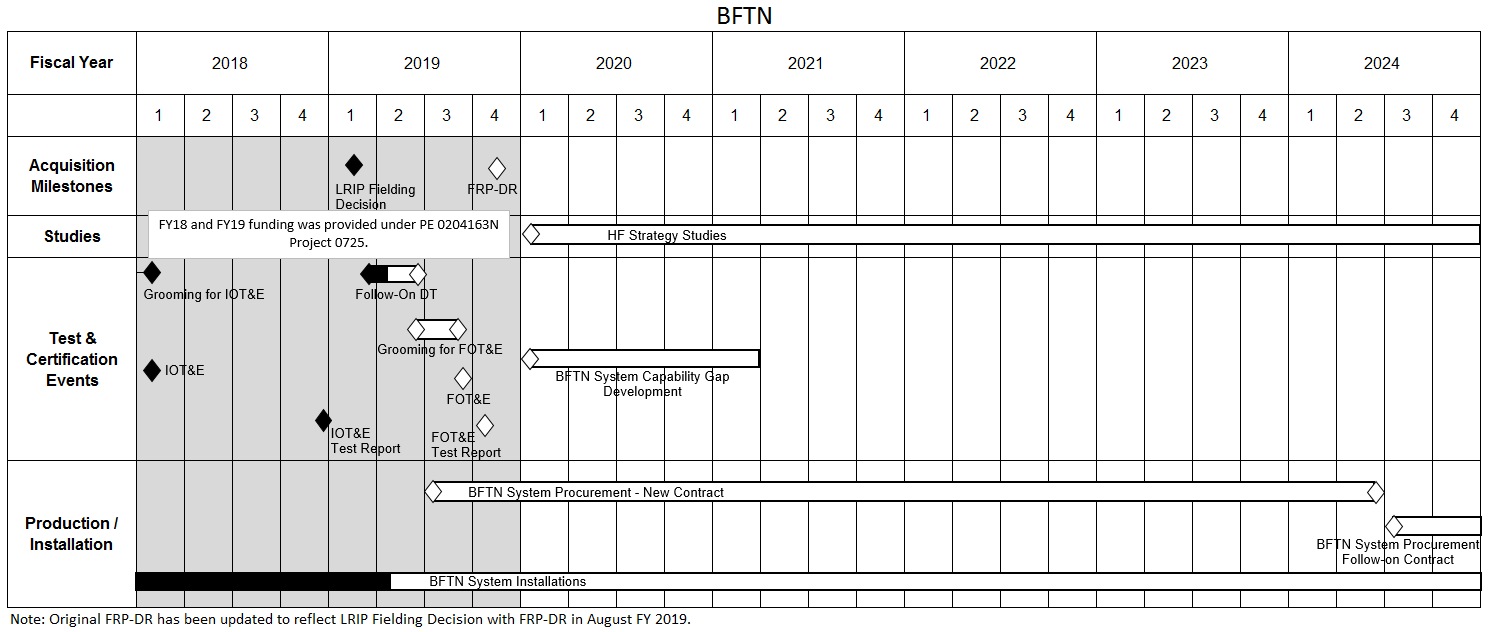 BFTN
Fiscal Year 2018 2019 2020 2021 2022 2023 2024
1 2 3 4 1 2 3 4 1 2 3 4 1 2 3 4 1 2 3 4 1 2 3 4 1 2 3 4
Acquisition
Milestones
LRIP Fielding
Decision
FRP-DR
Studies
FY18 and FY19 funding was provided under PE 0204163N
Project 0725.
HF Strategy Studies
Test &
Certification
Events
Grooming for IOT&E
Follow-On DT
Grooming for FOT&E
IOT&E
BFTN System Capability Gap
Development
FOT&E
IOT&E
Test Report
FOT&E
Test Report
Production /
Installation
BFTN System Procurement - New Contract
BFTN System Procurement
Follow-on Contract
BFTN System Installations
Note: Original FRP-DR has been updated to reflect LRIP Fielding Decision with FRP-DR in August FY 2019.